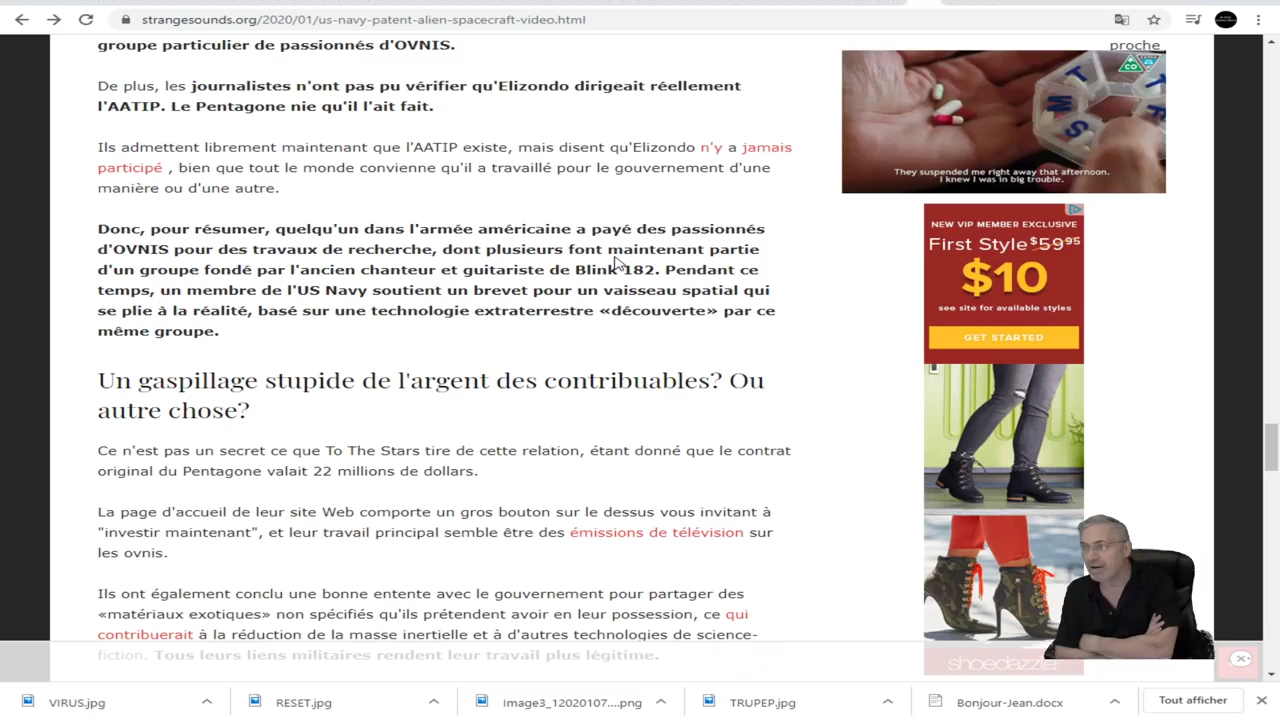 strangesounds.org/2020/01/us-navy-patent-alien-spacecraft-video.html
groupe particulier de passionnés d'OVNIS.
De plus, les journalistes n'ont pas pu vérifier qu'Elizondo dirigeait réellement
l'AATIP. Le Pentagone nie qu'il l'ait fait.
Ils admettent librement maintenant que l'AATIP existe, mais disent qu'Elizondo n'y a jamais
participé , bien que tout le monde convienne qu'il a travaillé pour le gouvernement d'une
manière ou d'une autre.
Donc, pour résumer, quelqu'un dans l'armée américaine a payé des passionnés
d'OVNIS pour des travaux de recherche, dont plusieurs font maintenant partie
d'un groupe fondé par l'ancien chanteur et guitariste de Blink 182. Pendant ce
temps, un membre de l'US Navy soutient un brevet pour un vaisseau spatial qui
se plie à la réalité, basé sur une technologie extraterrestre «découverte» par ce
même groupe.
Un gaspillage stupide de l'argent des contribuables? Ou
autre chose?
Ce n'est pas un secret ce que To The Stars tire de cette relation, étant donné que le contrat
original du Pentagone valait 22 millions de dollars.
La page d'accueil de leur site Web comporte un gros bouton sur le dessus vous invitant à
"investir maintenant", et leur travail principal semble être des émissions de télévision sur
les ovnis.
Ils ont également conclu une bonne entente avec le gouvernement pour partager des
«matériaux exotiques» non spécifiés qu'ils prétendent avoir en leur possession, ce qui
contribuerait à la réduction de la masse inertielle et à d'autres technologies de science-
fiction. Tous leurs liens militaires rendent leur travail plus légitime.
proche
CO
T
M
S
T
They suspended me right away that afternoon.
I knew I was in big trouble.
NEW VIP MEMBER EXCLUSIVE
First Style $5995
$10
see site for available styles
GET STARTED
shoedazzle
VIRUS.jpg
RESET.jpg
Image3_12020107....png
TRUPEP.jpg
Bonjour-Jean.docx
Tout afficher